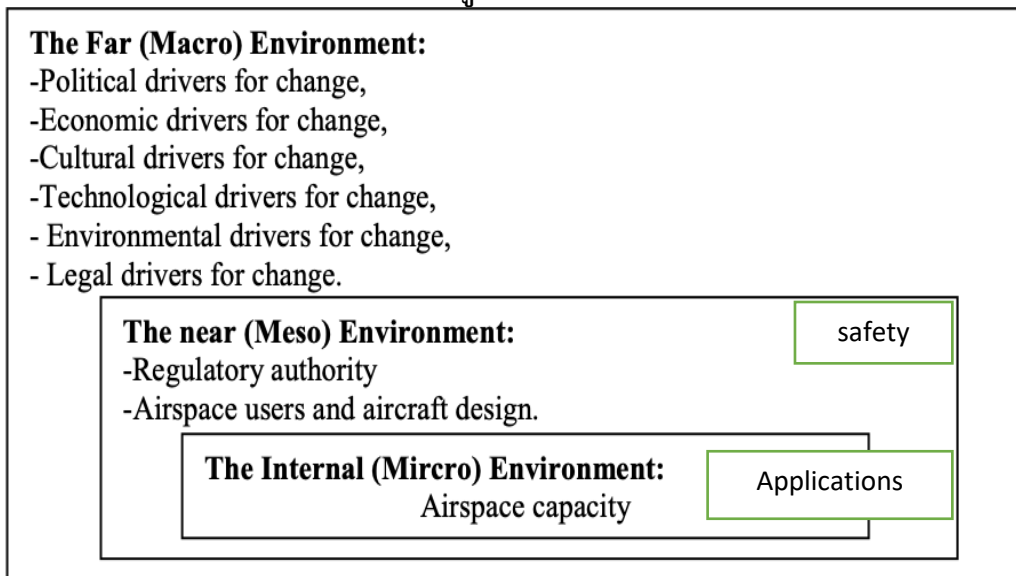 The Far (Macro) Environment:
-Political drivers for change,
-Economic drivers for change,
-Cultural drivers for change,
-Technological drivers for change,
- Environmental drivers for change,
- Legal drivers for change.
The near (Meso) Environment:
safety
-Regulatory authority
-Airspace users and aircraft design.
The Internal (Mircro) Environment:
Applications
Airspace capacity